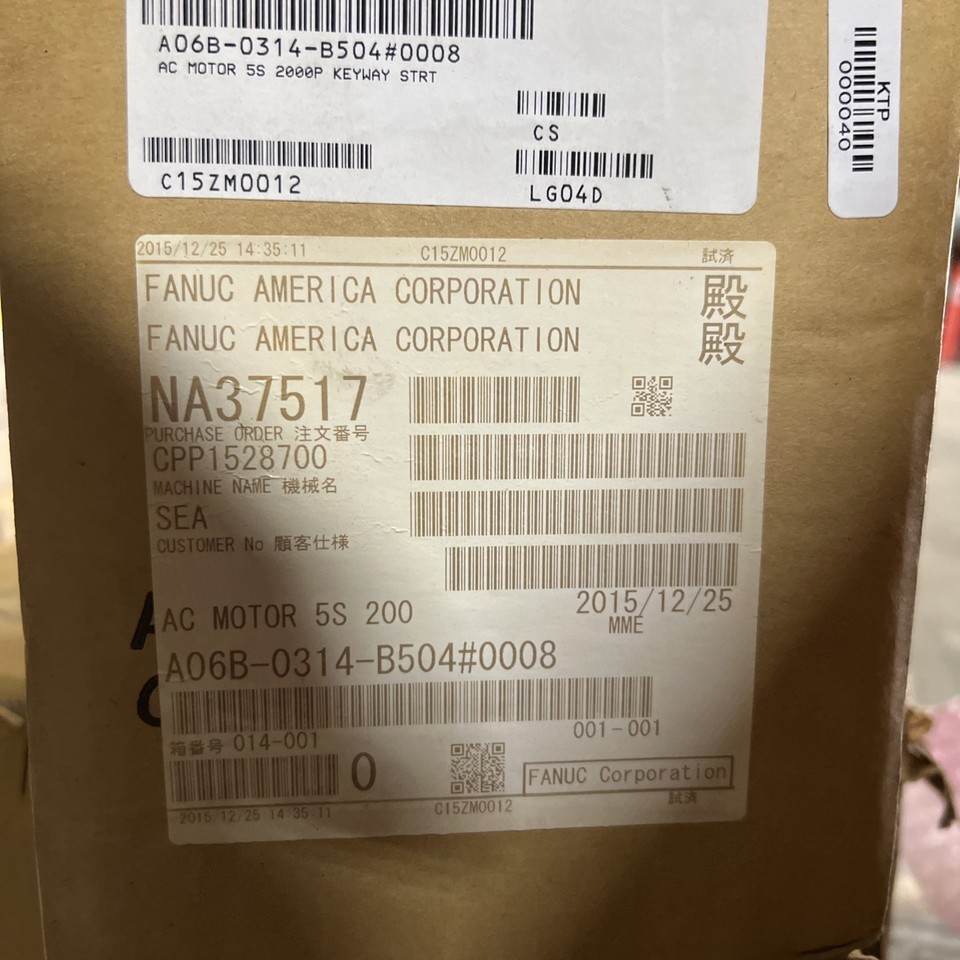 A06B-0314-B504#0008
AC MOTOR 5S 2000P KEYWAY STRT
CS
C15ZM0012
LG04D
KTP
000040
2015/12/25 14:35:11 C15ZM0012 試済
FANUC AMERICA CORPORATION 殿
FANUC AMERICA CORPORATION 殿
NA37517
PURCHASE ORDER 注文番号
CPP1528700
MACHINE NAME 機械名
SEA
CUSTOMER No 顧客仕様
AC MOTOR 5S 200 2015/12/25
MME
A06B-0314-B504#0008
001-001
箱番号 014-001
0
FANUC Corporation
2015/12/25 14:35:11 C15ZM0012 試済